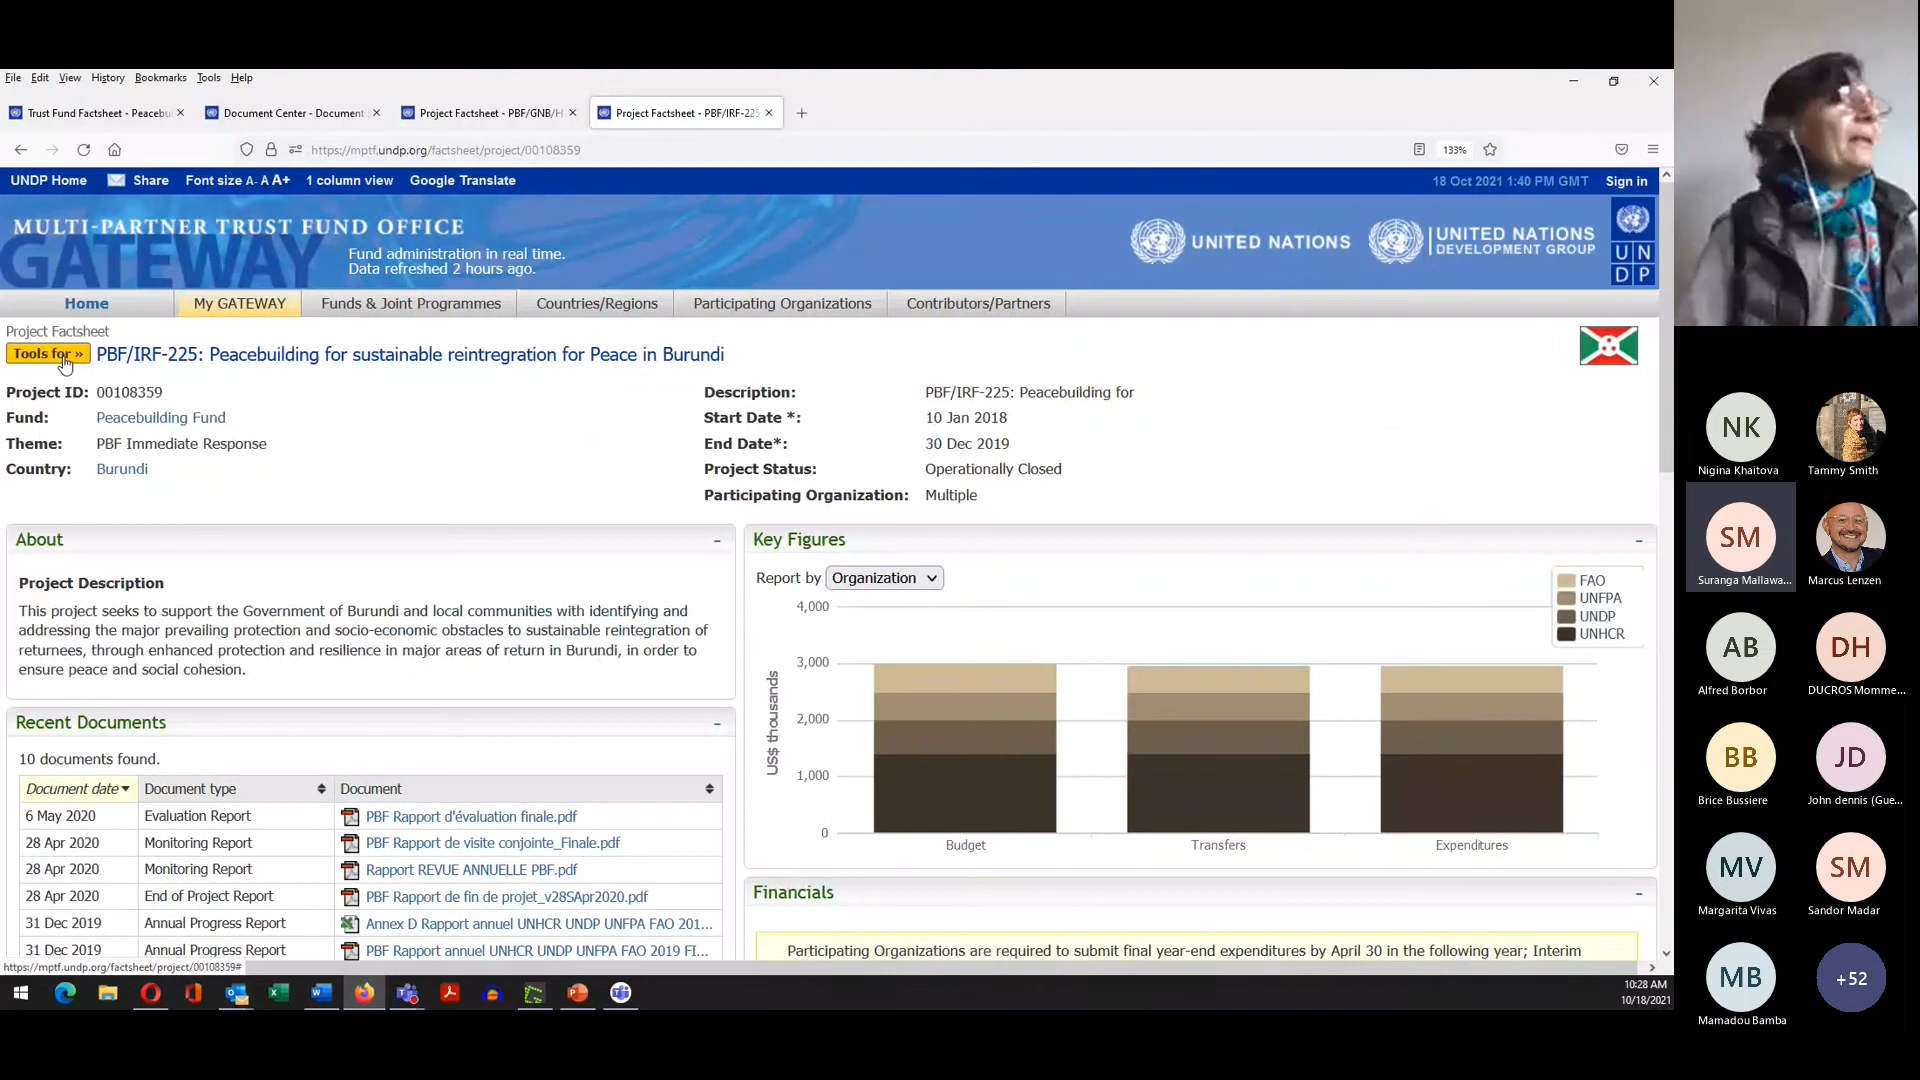 File Edit View History Bookmarks Tools Help
Trust Fund Factsheet - Peacebu
Document Center - Document
Project Factsheet - PBF/GNB/H
Project Factsheet - PBF/IRF-225
https://mptf.undp.org/factsheet/project/00108359
133%
UNDP Home Share Font size A- A A+ 1 column view Google Translate
18 Oct 2021 1:40 PM GMT Sign in
MULTI-PARTNER TRUST FUND OFFICE
GATEWAY
Fund administration in real time.
Data refreshed 2 hours ago.
UNITED NATIONS
UNITED NATIONS
DEVELOPMENT GROUP
U N
D P
Home My GATEWAY Funds & Joint Programmes Countries/Regions Participating Organizations Contributors/Partners
Project Factsheet
Tools for » PBF/IRF-225: Peacebuilding for sustainable reintregration for Peace in Burundi
Project ID: 00108359
Fund: Peacebuilding Fund
Theme: PBF Immediate Response
Country: Burundi
Description: PBF/IRF-225: Peacebuilding for
Start Date *: 10 Jan 2018
End Date*: 30 Dec 2019
Project Status: Operationally Closed
Participating Organization: Multiple
About
Project Description
This project seeks to support the Government of Burundi and local communities with identifying and
addressing the major prevailing protection and socio-economic obstacles to sustainable reintegration of
returnees, through enhanced protection and resilience in major areas of return in Burundi, in order to
ensure peace and social cohesion.
Recent Documents
10 documents found.
Document date Document type Document
6 May 2020 Evaluation Report PBF Rapport d'évaluation finale.pdf
28 Apr 2020 Monitoring Report PBF Rapport de visite conjointe_Finale.pdf
28 Apr 2020 Monitoring Report Rapport REVUE ANNUELLE PBF.pdf
28 Apr 2020 End of Project Report PBF Rapport de fin de projet_v28SApr2020.pdf
31 Dec 2019 Annual Progress Report Annex D Rapport annuel UNHCR UNDP UNFPA FAO 201...
31 Dec 2019 Annual Progress Report PBF Rapport annuel UNHCR UNDP UNFPA FAO 2019 FI...
https://mptf.undp.org/factsheet/project/00108359#
Key Figures
Report by Organization
FAO
UNFPA
UNDP
UNHCR
US$ thousands
4,000
3,000
2,000
1,000
0
Budget Transfers Expenditures
Financials
Participating Organizations are required to submit final year-end expenditures by April 30 in the following year; Interim
10:28 AM
10/18/2021
NK
Nigina Khaitova
Tammy Smith
SM
Suranga Mallawa...
Marcus Lenzen
AB
Alfred Borbor
DH
DUCROS Momme...
BB
Brice Bussiere
JD
John dennis (Gue...
MV
Margarita Vivas
SM
Sandor Madar
MB
Mamadou Bamba
+52